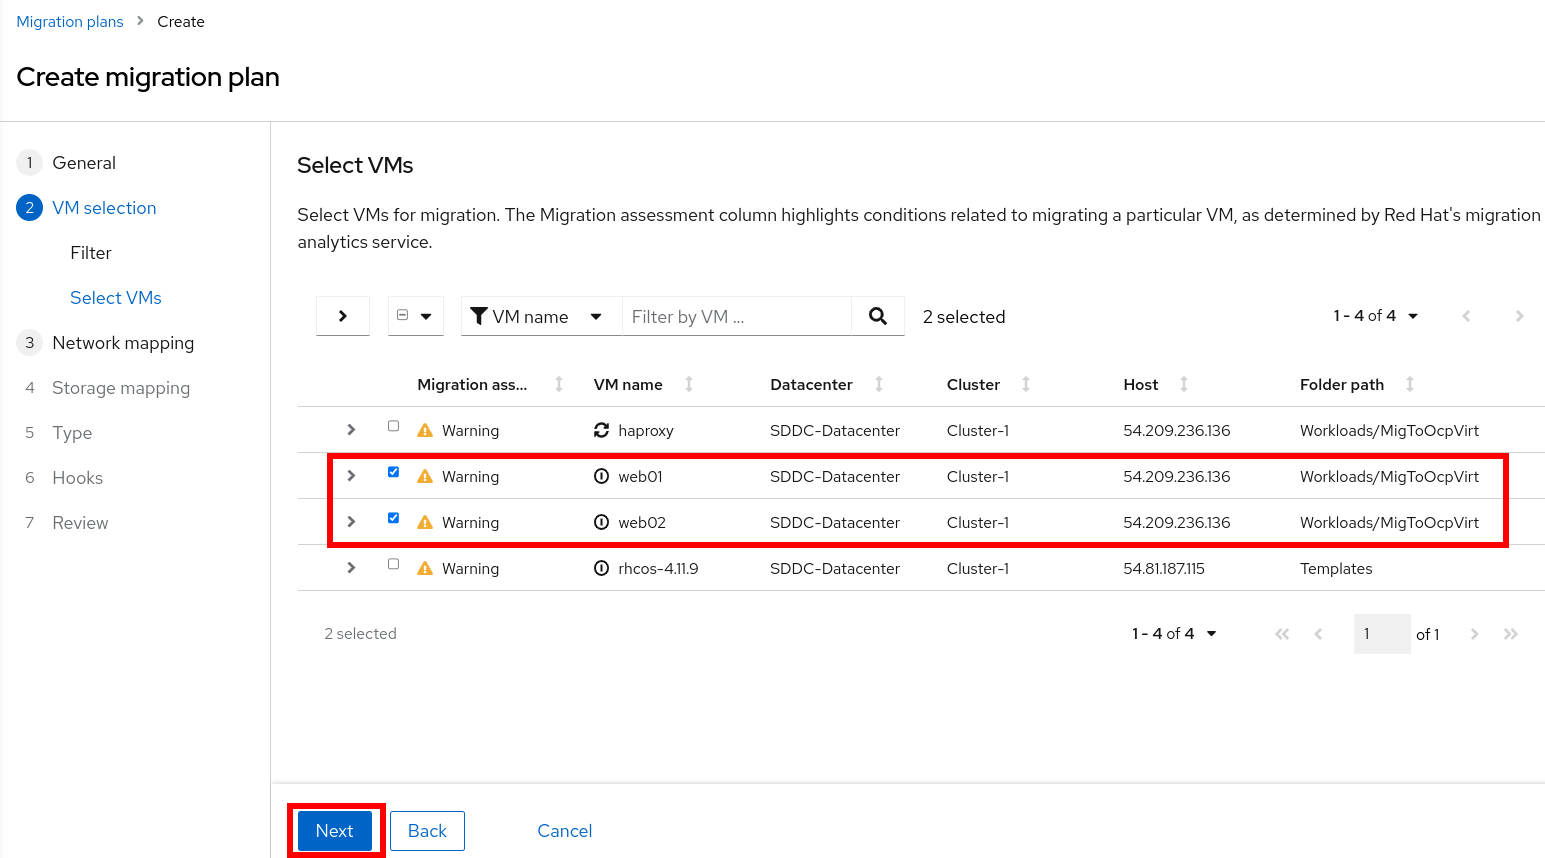 Migration plans > Create
Create migration plan
1 General
2 VM selection
Filter
Select VMs
3 Network mapping
4 Storage mapping
5 Type
6 Hooks
7 Review
Select VMs
Select VMs for migration. The Migration assessment column highlights conditions related to migrating a particular VM, as determined by Red Hat's migration
analytics service.
VM name Filter by VM ... 2 selected 1 - 4 of 4
Migration ass... VM name Datacenter Cluster Host Folder path
Warning haproxy SDDC-Datacenter Cluster-1 54.209.236.136 Workloads/MigToOcpVirt
Warning web01 SDDC-Datacenter Cluster-1 54.209.236.136 Workloads/MigToOcpVirt
Warning web02 SDDC-Datacenter Cluster-1 54.209.236.136 Workloads/MigToOcpVirt
Warning rhcos-4.11.9 SDDC-Datacenter Cluster-1 54.81.187.115 Templates
2 selected 1 - 4 of 4 1 of 1
Next Back Cancel